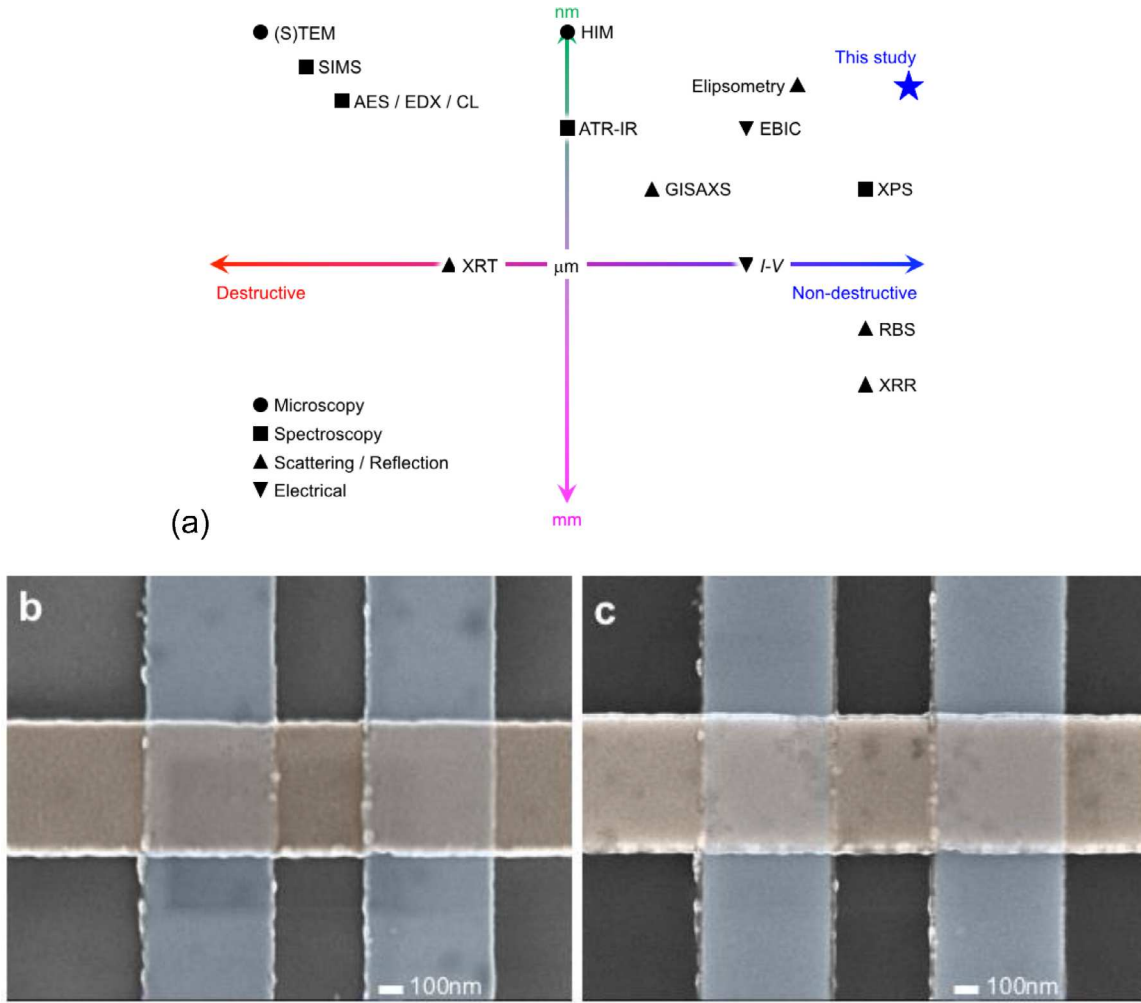 nm
(S)TEM
HIM
SIMS
This study
Elipsometry
AES / EDX / CL
ATR-IR
EBIC
GISAXS
XPS
XRT
μm
I-V
Destructive
Non-destructive
RBS
XRR
Microscopy
Spectroscopy
Scattering / Reflection
Electrical
(a)
mm
b
c
100nm
100nm